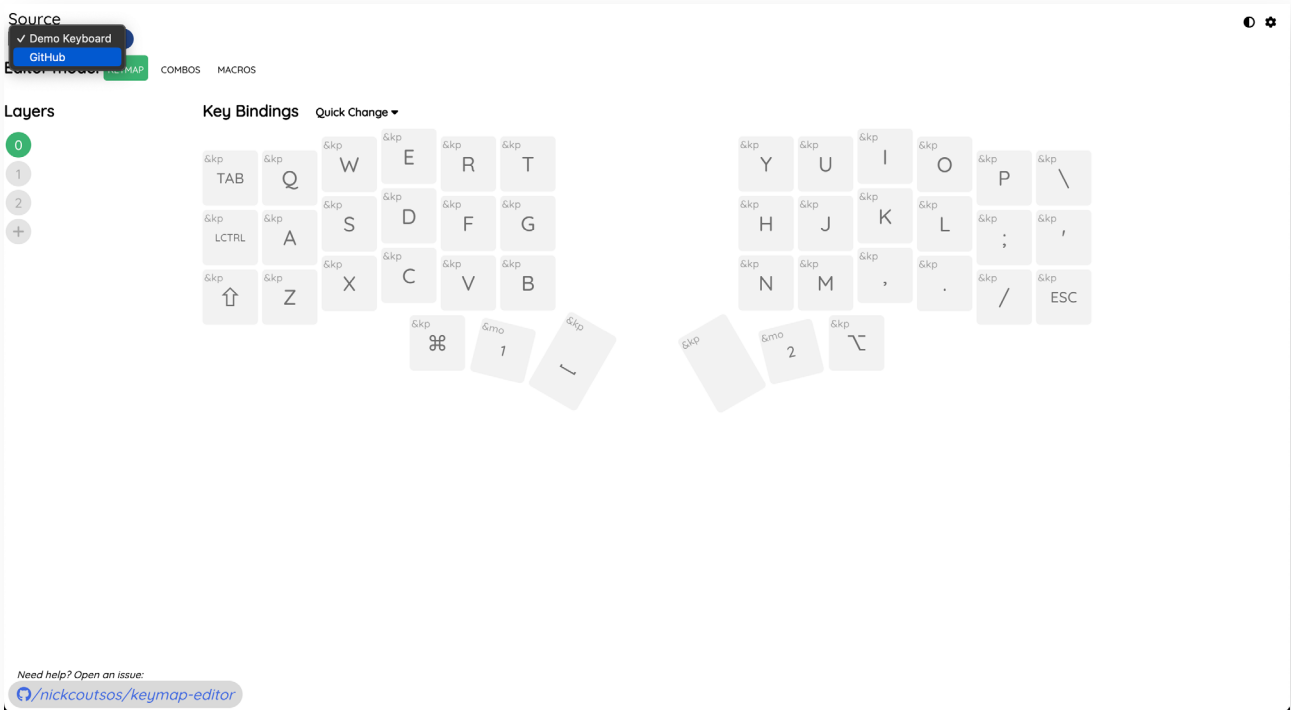 Source
✓ Demo Keyboard
GitHub
Editor mode: KEYMAP COMBOS MACROS
Layers
Key Bindings Quick Change
0
1
2
+
&kp TAB &kp Q &kp W &kp E &kp R &kp T &kp Y &kp U &kp I &kp O &kp P &kp \
&kp LCTRL &kp A &kp S &kp D &kp F &kp G &kp H &kp J &kp K &kp L &kp ; &kp '
&kp ⇧ &kp Z &kp X &kp C &kp V &kp B &kp N &kp M &kp , &kp . &kp / &kp ESC
&kp ⌘ &mo 1 &kp &kp &mo 2 &kp ⌥
Need help? Open an issue:
/nickcoutsos/keymap-editor